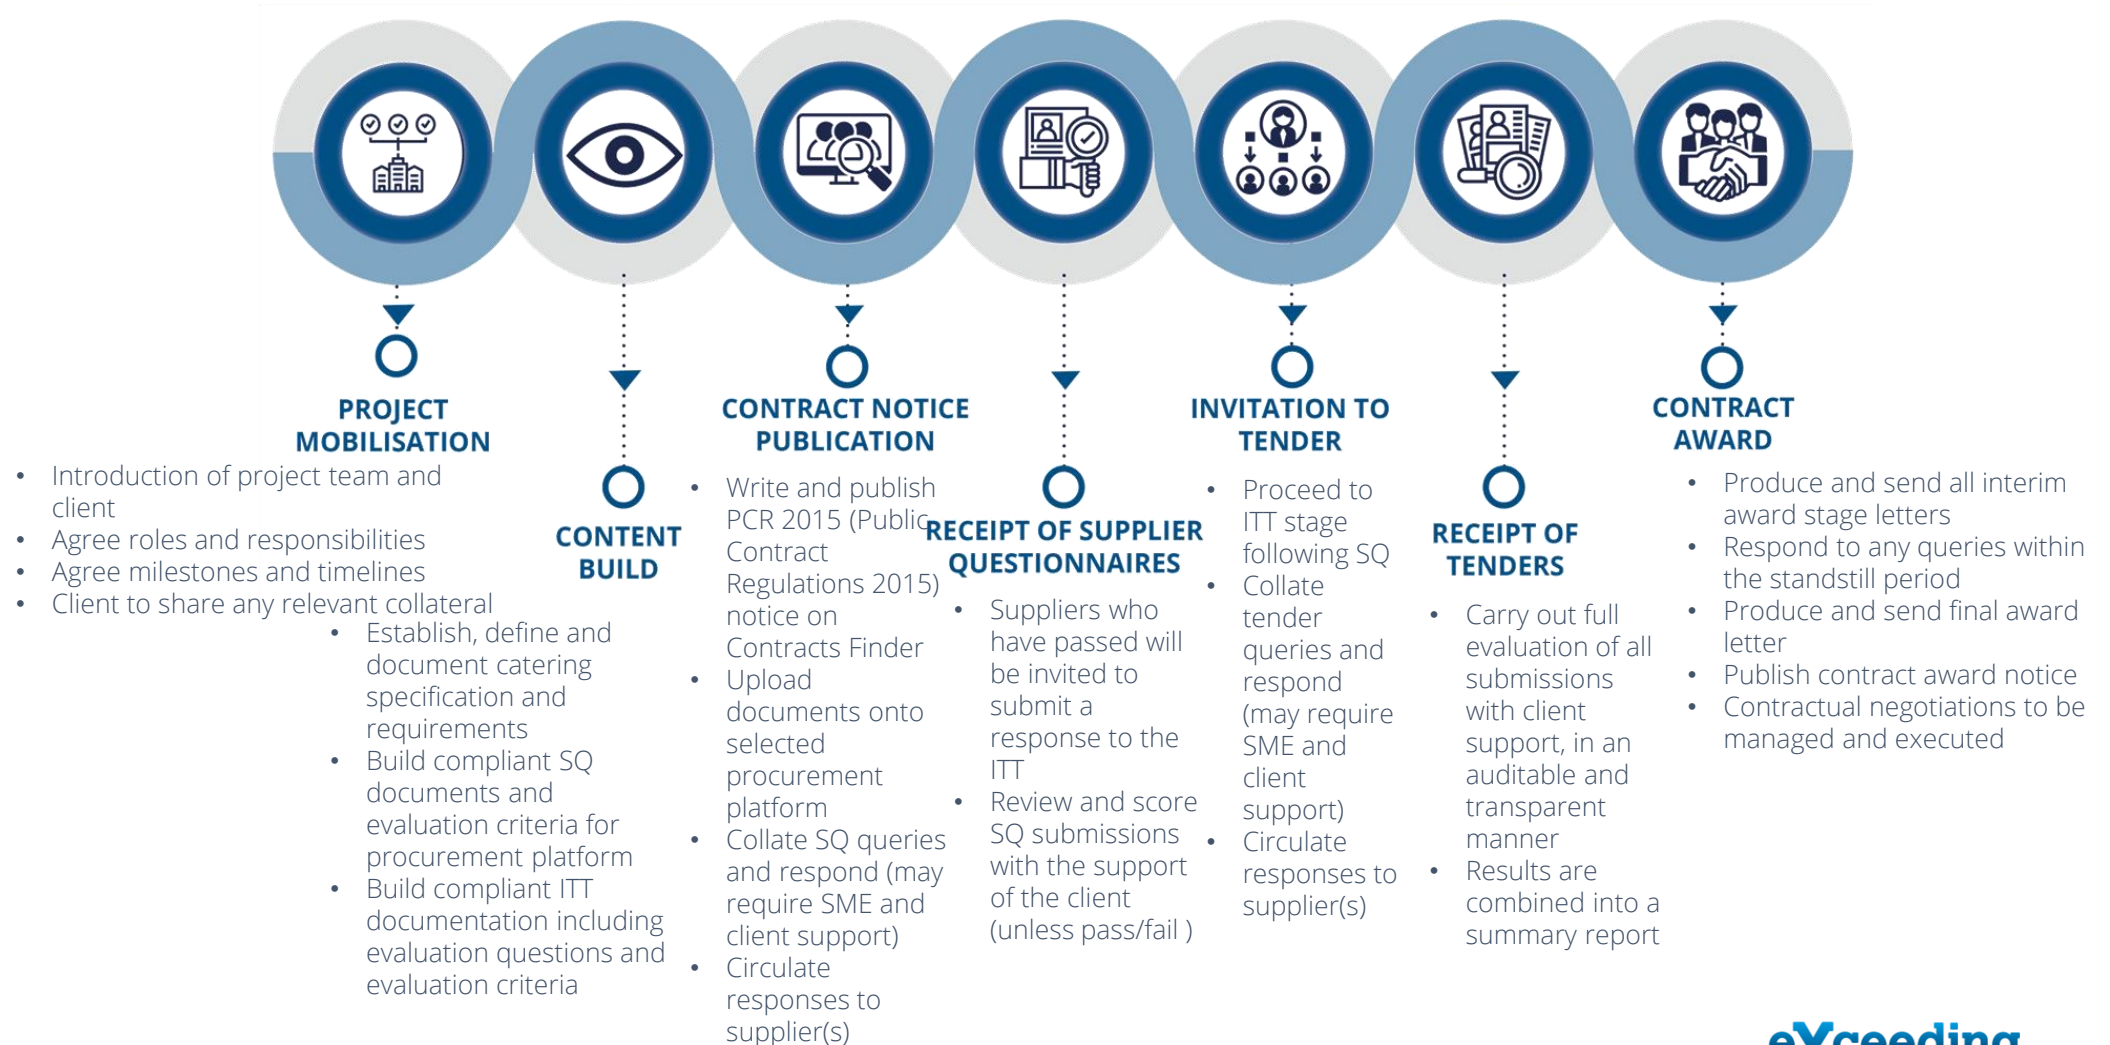 PROJECT
MOBILISATION
• Introduction of project team and
client
• Agree roles and responsibilities
• Agree milestones and timelines
• Client to share any relevant collateral
CONTENT
BUILD
• Establish, define and
document catering
specification and
requirements
• Build compliant SQ
documents and
evaluation criteria for
procurement platform
• Build compliant ITT
documentation including
evaluation questions and
evaluation criteria
CONTRACT NOTICE
PUBLICATION
• Write and publish
PCR 2015 (Public
Contract
Regulations 2015)
notice on
Contracts Finder
• Upload
documents onto
selected
procurement
platform
• Collate SQ queries
and respond (may
require SME and
client support)
• Circulate
responses to
supplier(s)
RECEIPT OF SUPPLIER
QUESTIONNAIRES
• Suppliers who
have passed will
be invited to
submit a
response to the
ITT
• Review and score
SQ submissions
with the support
of the client
(unless pass/fail )
INVITATION TO
TENDER
• Proceed to
ITT stage
following SQ
• Collate
tender
queries and
respond
(may require
SME and
client
support)
• Circulate
responses to
supplier(s)
RECEIPT OF
TENDERS
• Carry out full
evaluation of all
submissions
with client
support, in an
auditable and
transparent
manner
• Results are
combined into a
summary report
CONTRACT
AWARD
• Produce and send all interim
award stage letters
• Respond to any queries within
the standstill period
• Produce and send final award
letter
• Publish contract award notice
• Contractual negotiations to be
managed and executed
eXceeding